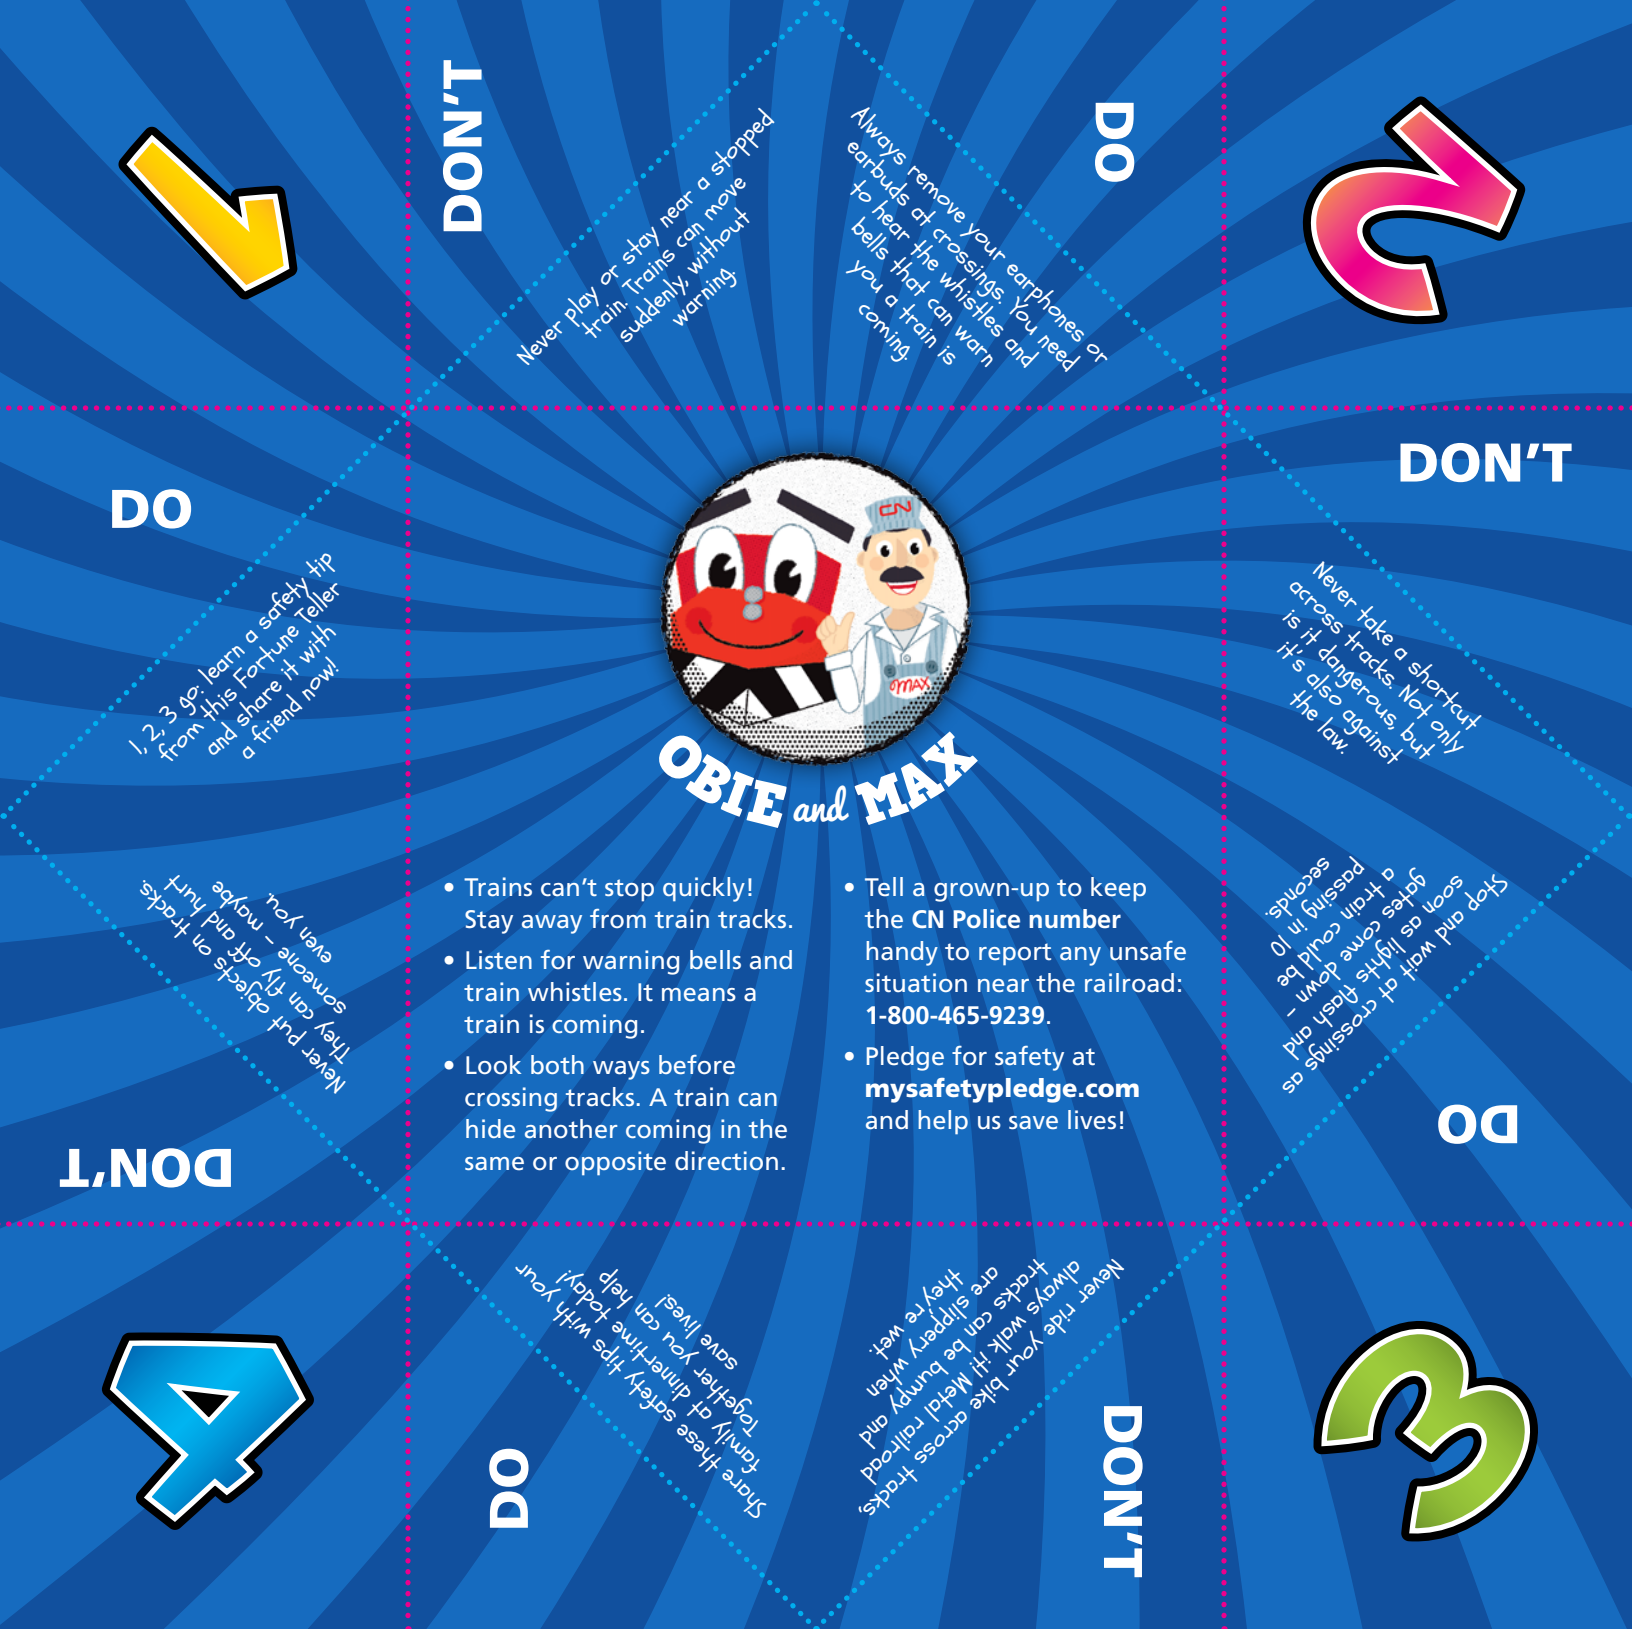 1
DON'T
Never play or stay near a stopped
train. Trains can move
suddenly, without
warning.
Always remove your earphones or
earbuds at crossings. You need
to hear the whistles and
bells that can warn
you a train is
coming.
DO
2
DO
1, 2, 3 go: learn a safety tip
from this Fortune Teller
and share it with
a friend now!
CN
MAX
OBIE and MAX
DON'T
Never take a shortcut
across tracks. Not only
is it dangerous, but
it's also against
the law.
Never put objects on tracks.
They can fly off and hurt
someone – maybe
even you.
DON'T
• Trains can't stop quickly!
Stay away from train tracks.
• Listen for warning bells and
train whistles. It means a
train is coming.
• Look both ways before
crossing tracks. A train can
hide another coming in the
same or opposite direction.
• Tell a grown-up to keep
the CN Police number
handy to report any unsafe
situation near the railroad:
1-800-465-9239.
• Pledge for safety at
mysafetypledge.com
and help us save lives!
Stop and wait at crossings as
soon as lights flash and
gates come down –
a train could be
passing in 10
seconds.
DO
4
DO
Share these safety tips with your
family at dinnertime today!
Together you can help
save lives!
Never ride your bike across tracks,
always walk it! Metal railroad
tracks can be bumpy and
are slippery when
they're wet.
DON'T
3